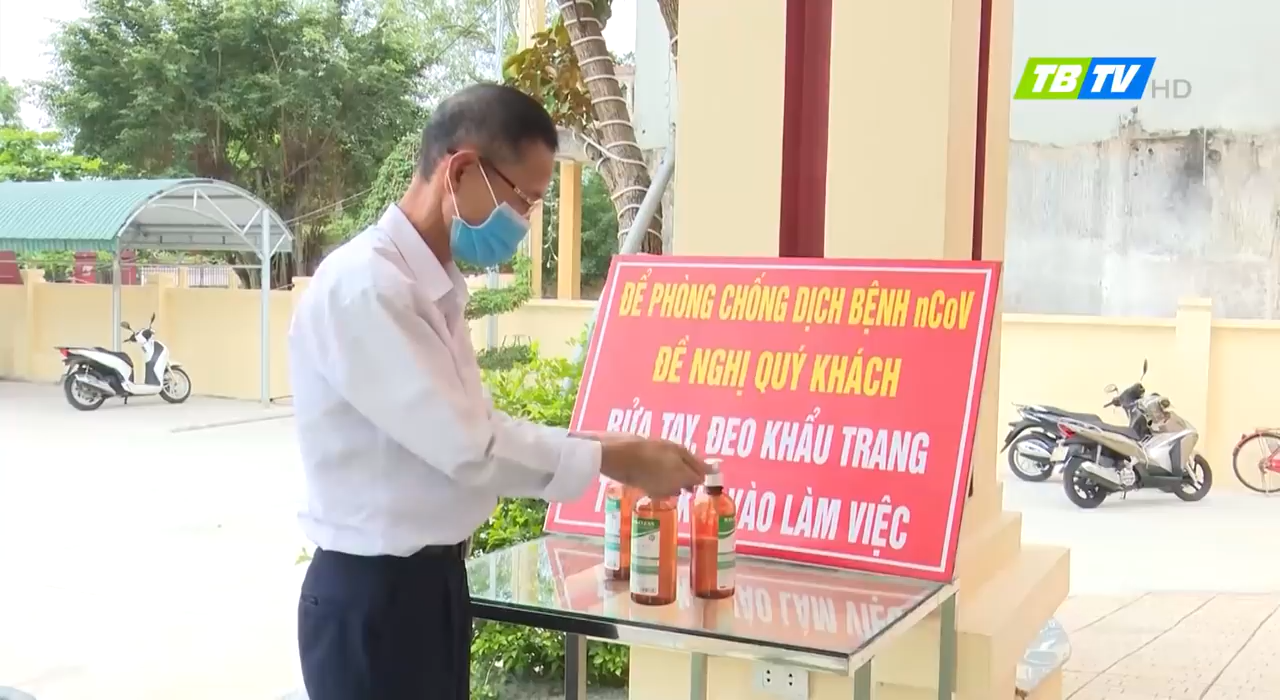 TBTV HD
ĐỂ PHÒNG CHỐNG DỊCH BỆNH nCoV
ĐỀ NGHỊ QUÝ KHÁCH
RỬA TAY, ĐEO KHẨU TRANG
VÀO LÀM VIỆC